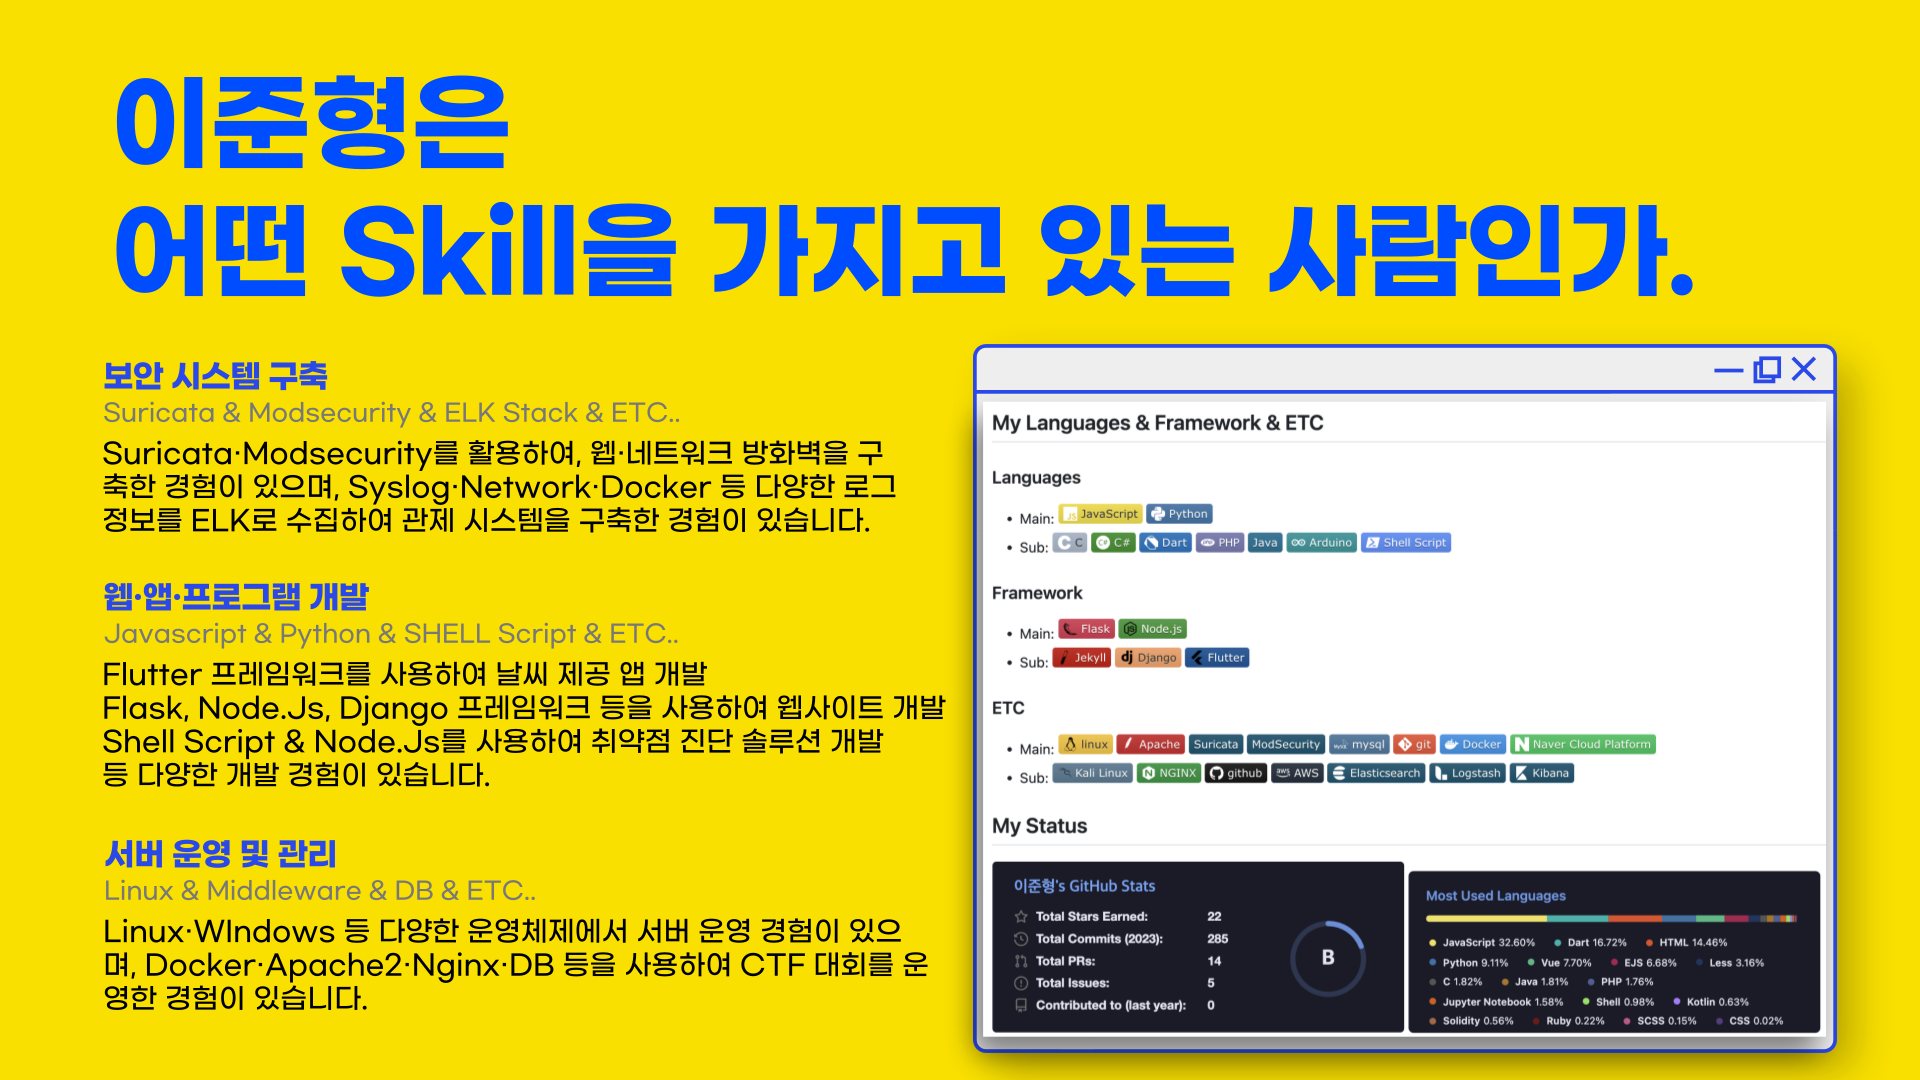 이준형은
어떤 Skill을 가지고 있는 사람인가.
보안 시스템 구축
Suricata & Modsecurity & ELK Stack & ETC..
Suricata·Modsecurity를 활용하여, 웹·네트워크 방화벽을 구
축한 경험이 있으며, Syslog·Network·Docker 등 다양한 로그
정보를 ELK로 수집하여 관제 시스템을 구축한 경험이 있습니다.
웹·앱·프로그램 개발
Javascript & Python & SHELL Script & ETC..
Flutter 프레임워크를 사용하여 날씨 제공 앱 개발
Flask, Node.Js, Django 프레임워크 등을 사용하여 웹사이트 개발
Shell Script & Node.Js를 사용하여 취약점 진단 솔루션 개발
등 다양한 개발 경험이 있습니다.
서버 운영 및 관리
Linux & Middleware & DB & ETC..
Linux·WIndows 등 다양한 운영체제에서 서버 운영 경험이 있으
며, Docker·Apache2·Nginx·DB 등을 사용하여 CTF 대회를 운
영한 경험이 있습니다.
My Languages & Framework & ETC
Languages
• Main: JS JavaScript Python
• Sub: C C C# Dart php PHP Java Arduino Shell Script
Framework
• Main: Flask Node.js
• Sub: Jekyll dj Django Flutter
ETC
• Main: linux Apache Suricata ModSecurity mysql git Docker N Naver Cloud Platform
• Sub: Kali Linux NGINX github aws AWS Elasticsearch Logstash Kibana
My Status
이준형's GitHub Stats
Total Stars Earned: 22
Total Commits (2023): 285
Total PRs: 14
Total Issues: 5
Contributed to (last year): 0
B
Most Used Languages
JavaScript 32.60% Dart 16.72% HTML 14.46%
Python 9.11% Vue 7.70% EJS 6.68% Less 3.16%
C 1.82% Java 1.81% PHP 1.76%
Jupyter Notebook 1.58% Shell 0.98% Kotlin 0.63%
Solidity 0.56% Ruby 0.22% SCSS 0.15% CSS 0.02%